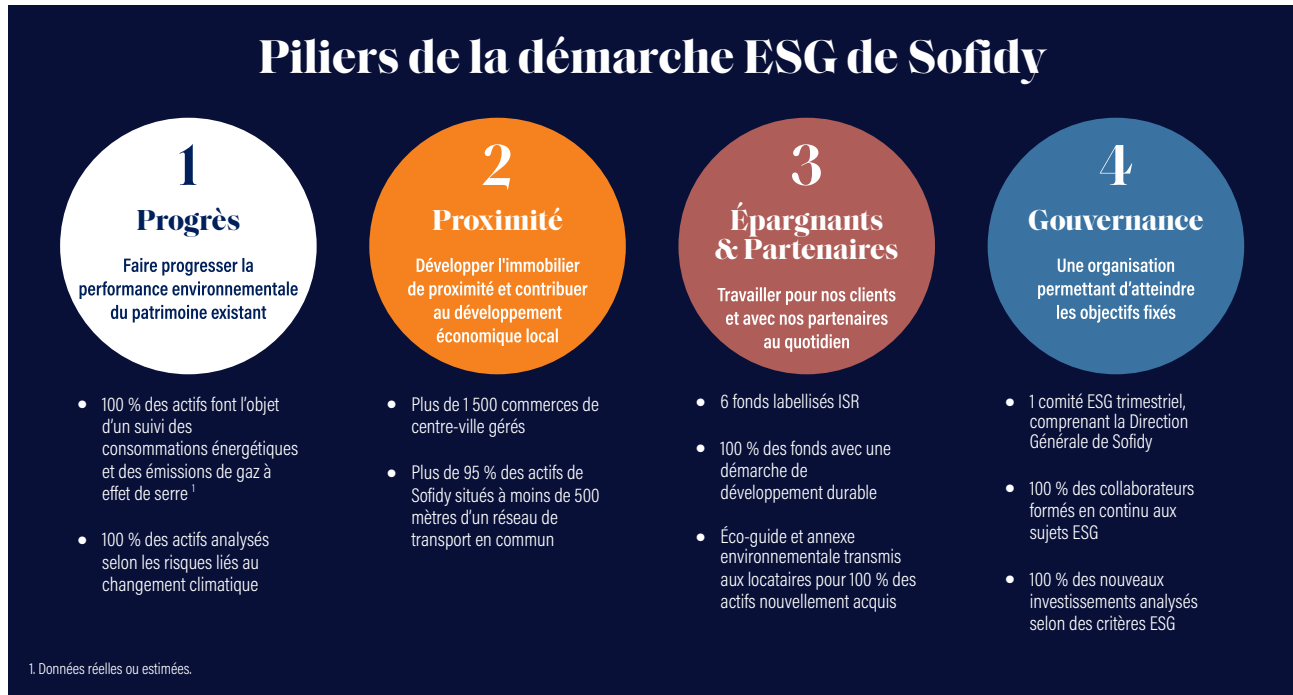 Piliers de la démarche ESG de Sofidy
1
Progrès
Faire progresser la
performance environnementale
du patrimoine existant
100 % des actifs font l'objet
d'un suivi des
consommations énergétiques
et des émissions de gaz à
effet de serre 1
100 % des actifs analysés
selon les risques liés au
changement climatique
2
Proximité
Développer l'immobilier
de proximité et contribuer
au développement
économique local
Plus de 1 500 commerces de
centre-ville gérés
Plus de 95 % des actifs de
Sofidy situés à moins de 500
mètres d'un réseau de
transport en commun
3
Épargnants
& Partenaires
Travailler pour nos clients
et avec nos partenaires
au quotidien
6 fonds labellisés ISR
100 % des fonds avec une
démarche de
développement durable
Éco-guide et annexe
environnementale transmis
aux locataires pour 100 % des
actifs nouvellement acquis
4
Gouvernance
Une organisation
permettant d'atteindre
les objectifs fixés
1 comité ESG trimestriel,
comprenant la Direction
Générale de Sofidy
100 % des collaborateurs
formés en continu aux
sujets ESG
100 % des nouveaux
investissements analysés
selon des critères ESG
1. Données réelles ou estimées.